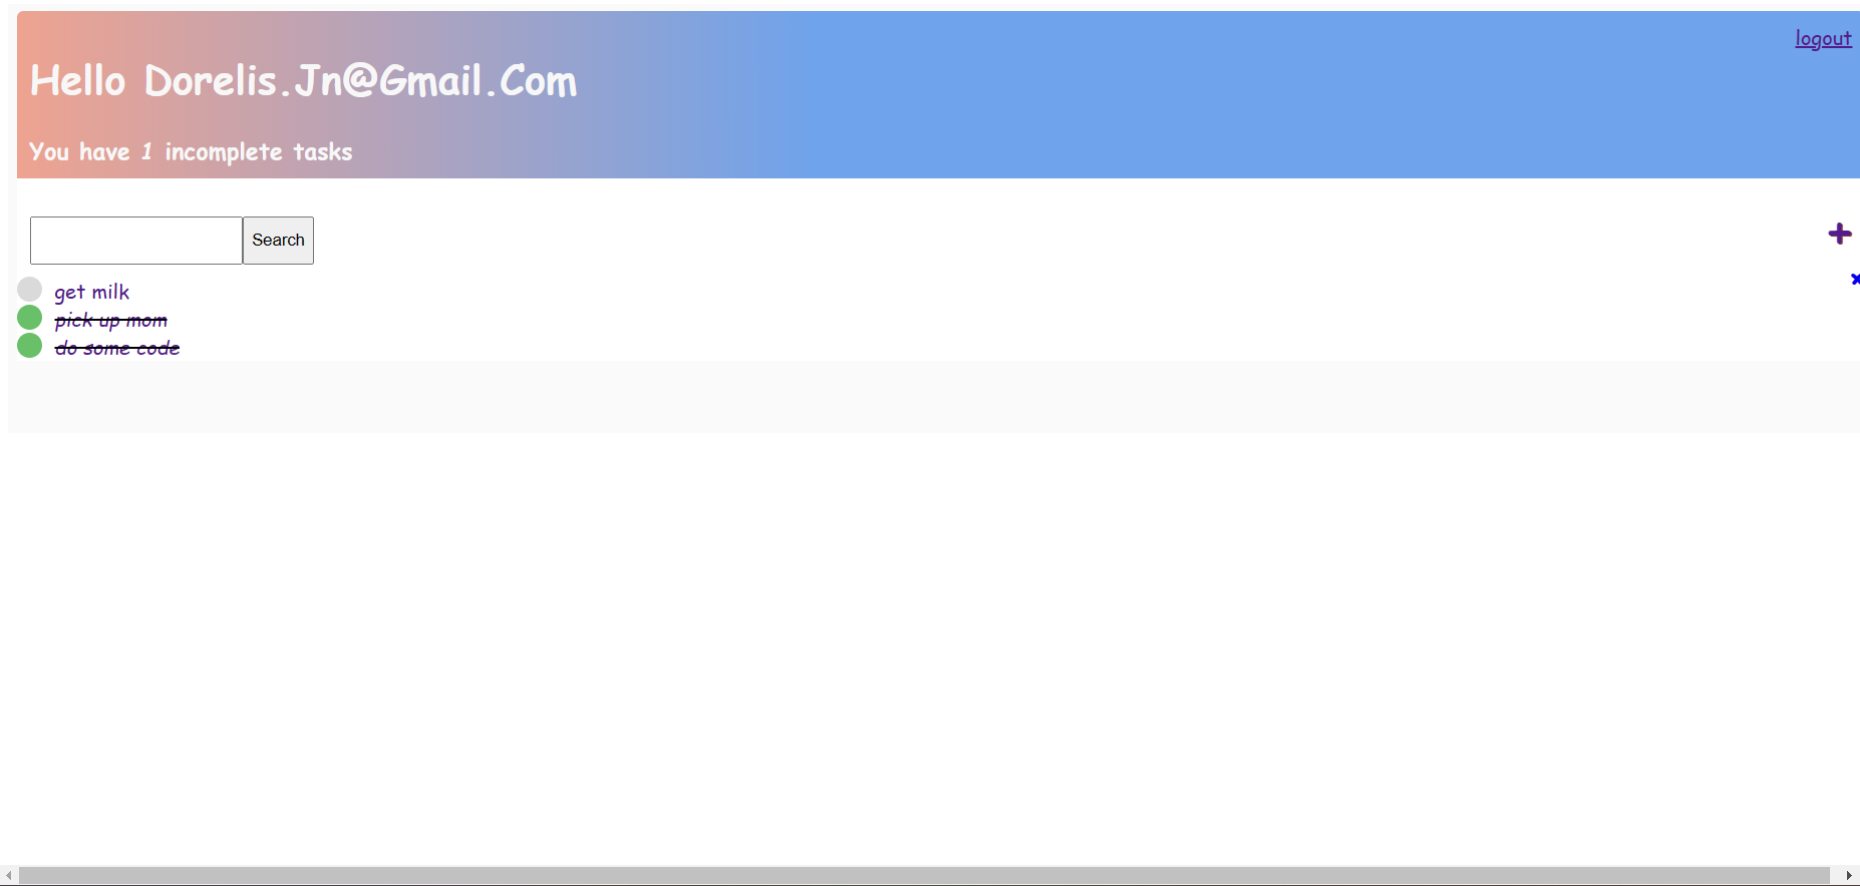 logout
Hello Dorelis.Jn@Gmail.Com
You have 1 incomplete tasks
Search
get milk
pick up mom
do some code